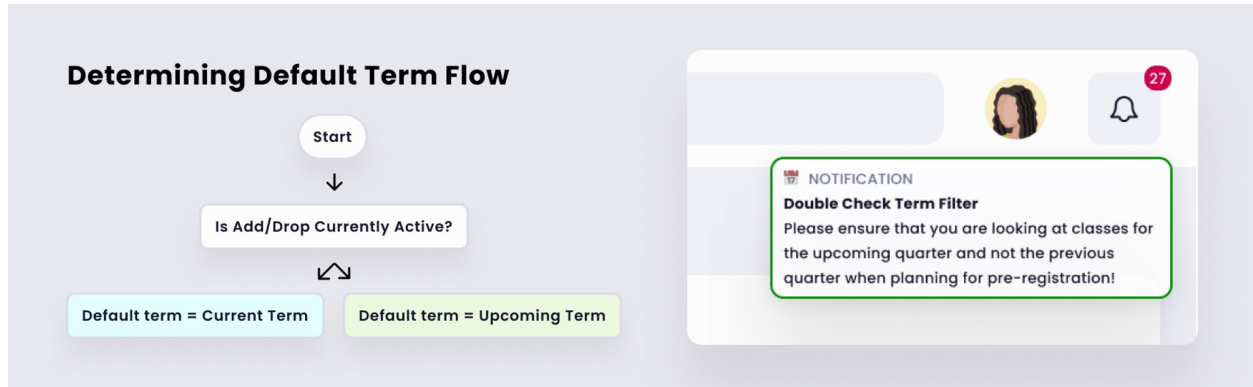 Determining Default Term Flow
Start
Is Add/Drop Currently Active?
Default term = Current Term
Default term = Upcoming Term
27
17
NOTIFICATION
Double Check Term Filter
Please ensure that you are looking at classes for
the upcoming quarter and not the previous
quarter when planning for pre-registration!